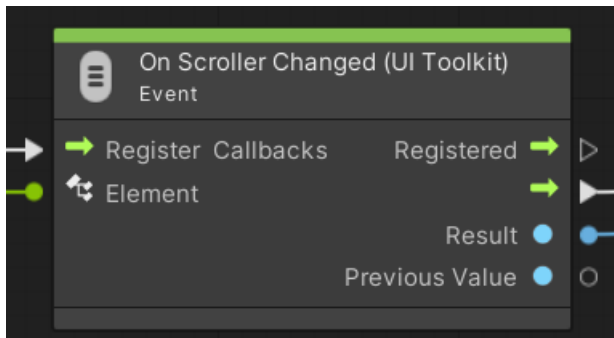 On Scroller Changed (UI Toolkit)
Event
Register Callbacks Registered
Element
Result
Previous Value